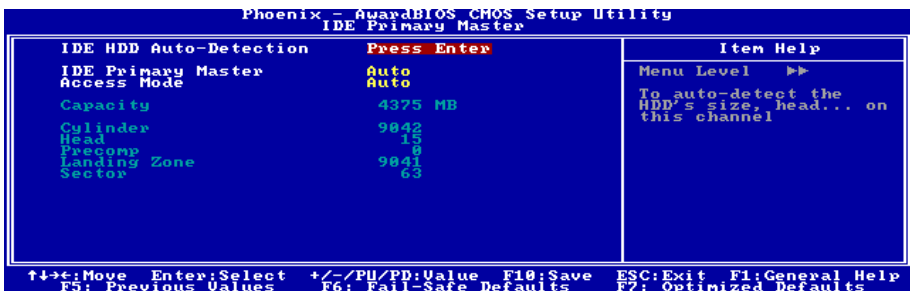 Phoenix - AwardBIOS CMOS Setup Utility
IDE Primary Master
IDE HDD Auto-Detection Press Enter
IDE Primary Master Auto
Access Mode Auto
Capacity 4375 MB
Cylinder 9042
Head 15
Precomp 0
Landing Zone 9041
Sector 63
Item Help
Menu Level ▶▶
To auto-detect the
HDD's size, head... on
this channel
↑↓→←:Move Enter:Select +/-/PU/PD:Value F10:Save ESC:Exit F1:General Help
F5: Previous Values F6: Fail-Safe Defaults F7: Optimized Defaults